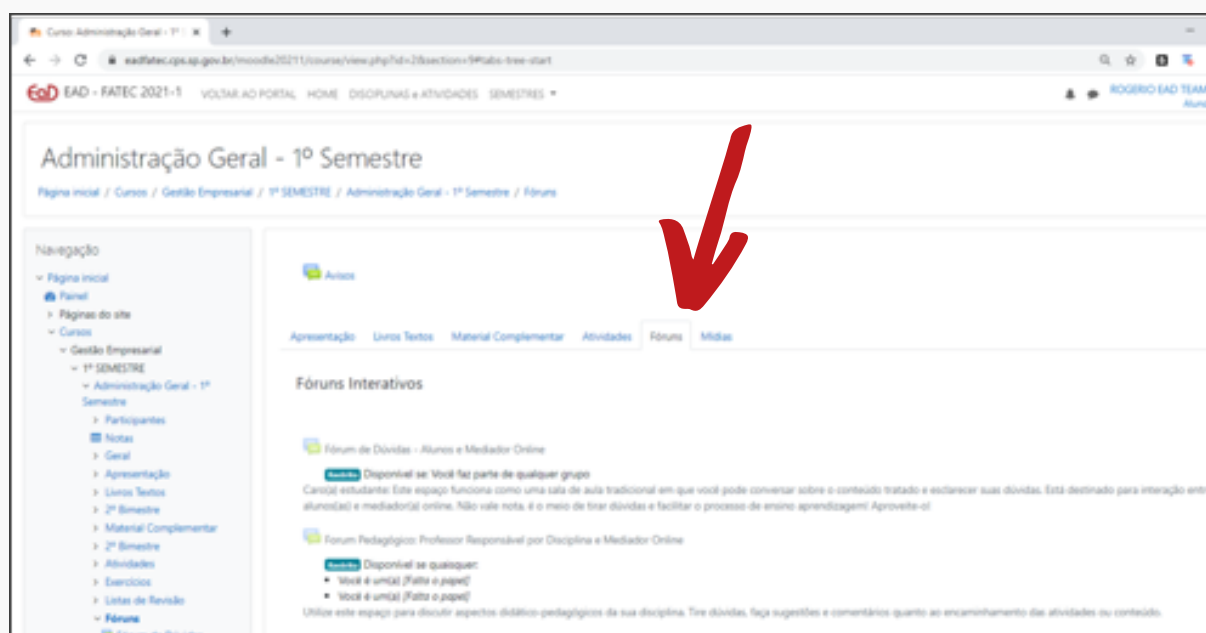 Curso: Administração Geral - 1º S
eadfatec.cps.sp.gov.br/moodle20211/course/view.php?id=2&section=9#tabs-tree-start
EaD EAD - FATEC 2021-1 VOLTAR AO PORTAL HOME DISCIPLINAS e ATIVIDADES SEMESTRES ROGERIO EAD TEAM
Aluno
Administração Geral - 1º Semestre
Página inicial / Cursos / Gestão Empresarial / 1º SEMESTRE / Administração Geral - 1º Semestre / Fóruns
Navegação
Página inicial
Painel
Páginas do site
Cursos
Gestão Empresarial
1º SEMESTRE
Administração Geral - 1º
Semestre
Participantes
Notas
Geral
Apresentação
Livros Textos
2º Bimestre
Material Complementar
2º Bimestre
Atividades
Exercícios
Listas de Revisão
Fóruns
Avisos
Apresentação Livros Textos Material Complementar Atividades Fóruns Mídias
Fóruns Interativos
Fórum de Dúvidas - Alunos e Mediador Online
Restrito Disponível se: Você faz parte de qualquer grupo
Caro(a) estudante: Este espaço funciona como uma sala de aula tradicional em que você pode conversar sobre o conteúdo tratado e esclarecer suas dúvidas. Está destinado para interação entr
alunos(as) e mediador(a) online. Não vale nota, é o meio de tirar dúvidas e facilitar o processo de ensino aprendizagem! Aproveite-o!
Forum Pedagógico: Professor Responsável por Disciplina e Mediador Online
Restrito Disponível se quaisquer:
Você é um(a) [Falta o papel]!
Você é um(a) [Falta o papel]!
Utilize este espaço para discutir aspectos didático-pedagógicos da sua disciplina. Tire dúvidas, faça sugestões e comentários quanto ao encaminhamento das atividades ou conteúdo.